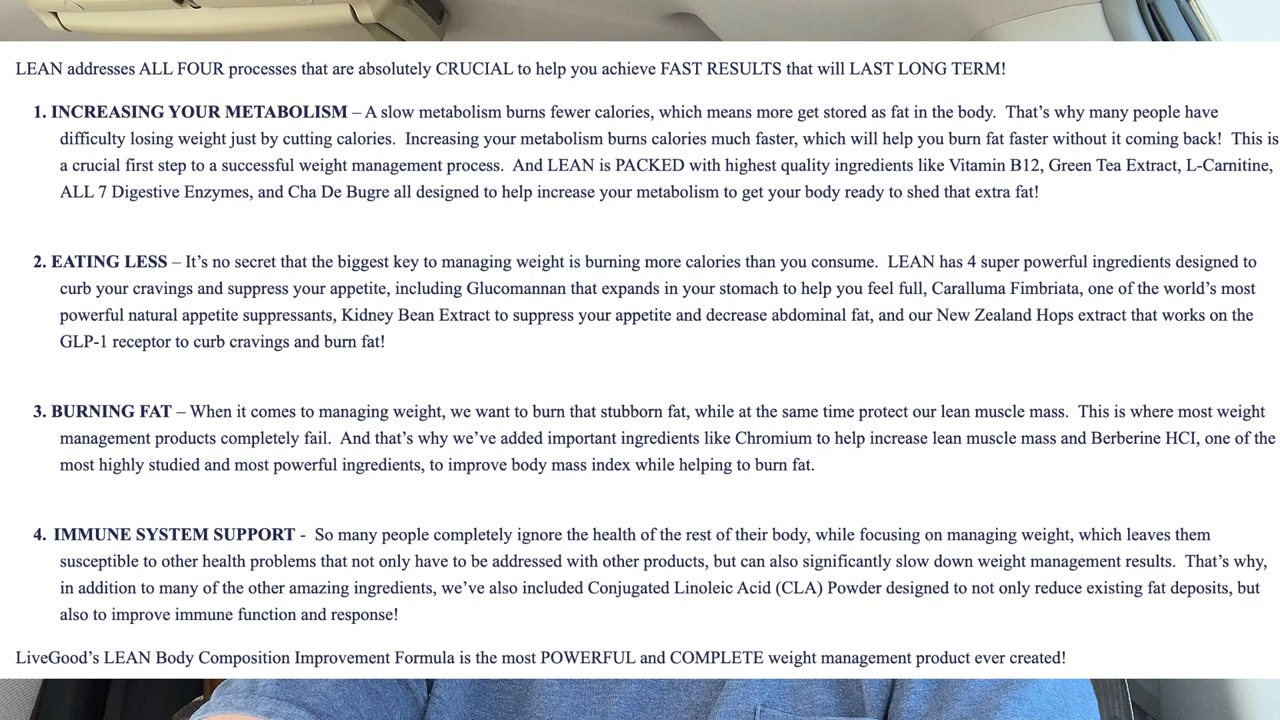 LEAN addresses ALL FOUR processes that are absolutely CRUCIAL to help you achieve FAST RESULTS that will LAST LONG TERM!
1. INCREASING YOUR METABOLISM – A slow metabolism burns fewer calories, which means more get stored as fat in the body.  That’s why many people have
difficulty losing weight just by cutting calories.  Increasing your metabolism burns calories much faster, which will help you burn fat faster without it coming back!  This is
a crucial first step to a successful weight management process.  And LEAN is PACKED with highest quality ingredients like Vitamin B12, Green Tea Extract, L-Carnitine,
ALL 7 Digestive Enzymes, and Cha De Bugre all designed to help increase your metabolism to get your body ready to shed that extra fat!
2. EATING LESS – It’s no secret that the biggest key to managing weight is burning more calories than you consume.  LEAN has 4 super powerful ingredients designed to
curb your cravings and suppress your appetite, including Glucomannan that expands in your stomach to help you feel full, Caralluma Fimbriata, one of the world’s most
powerful natural appetite suppressants, Kidney Bean Extract to suppress your appetite and decrease abdominal fat, and our New Zealand Hops extract that works on the
GLP-1 receptor to curb cravings and burn fat!
3. BURNING FAT – When it comes to managing weight, we want to burn that stubborn fat, while at the same time protect our lean muscle mass.  This is where most weight
management products completely fail.  And that’s why we’ve added important ingredients like Chromium to help increase lean muscle mass and Berberine HCI, one of the
most highly studied and most powerful ingredients, to improve body mass index while helping to burn fat.
4. IMMUNE SYSTEM SUPPORT -  So many people completely ignore the health of the rest of their body, while focusing on managing weight, which leaves them
susceptible to other health problems that not only have to be addressed with other products, but can also significantly slow down weight management results.  That’s why,
in addition to many of the other amazing ingredients, we’ve also included Conjugated Linoleic Acid (CLA) Powder designed to not only reduce existing fat deposits, but
also to improve immune function and response!
LiveGood’s LEAN Body Composition Improvement Formula is the most POWERFUL and COMPLETE weight management product ever created!